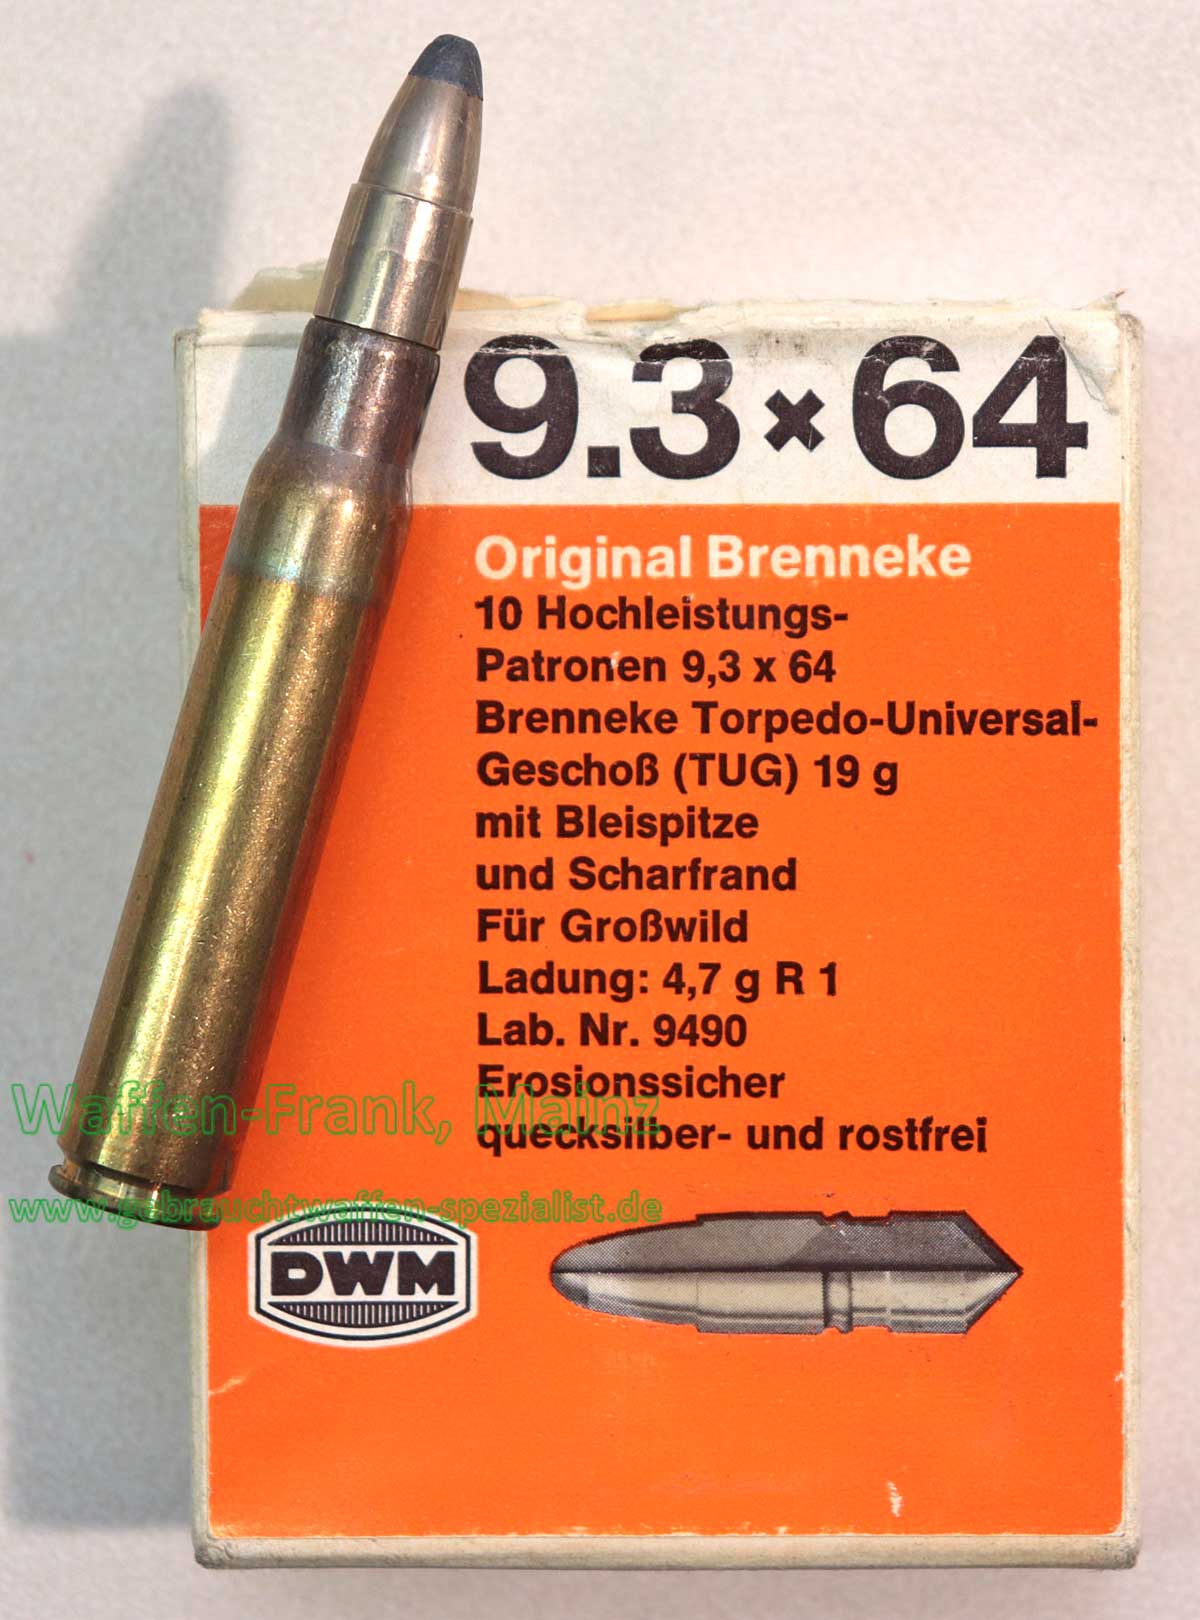 9.3×64
Original Brenneke
10 Hochleistungs-
Patronen 9,3 x 64
Brenneke Torpedo-Universal-
Geschoß (TUG) 19 g
mit Bleispitze
und Scharfrand
Für Großwild
Ladung: 4,7 g R 1
Lab. Nr. 9490
Erosionssicher
quecksilber- und rostfrei
Waffen-Frank, Mainz
www.gebrauchtwaffen-spezialist.de
DWM